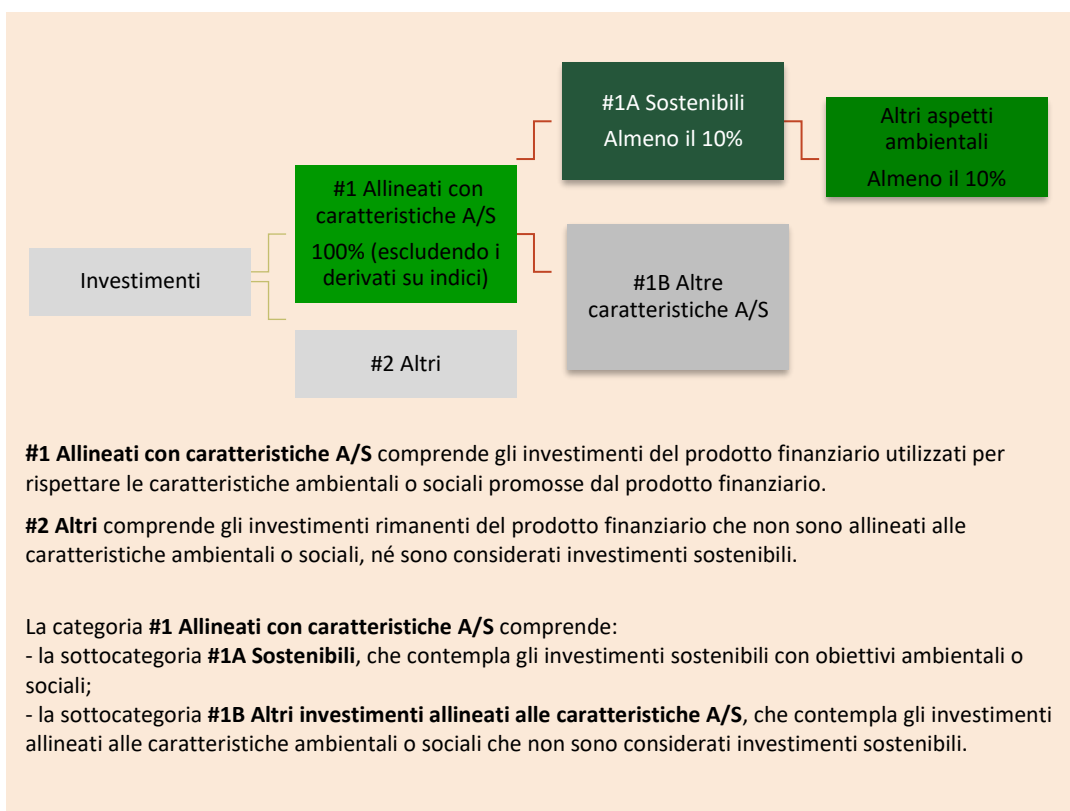 #1A Sostenibili
Almeno il 10%
Altri aspetti
ambientali
Almeno il 10%
#1 Allineati con
caratteristiche A/S
100% (escludendo i
derivati su indici)
Investimenti
#1B Altre
caratteristiche A/S
#2 Altri
#1 Allineati con caratteristiche A/S comprende gli investimenti del prodotto finanziario utilizzati per
rispettare le caratteristiche ambientali o sociali promosse dal prodotto finanziario.
#2 Altri comprende gli investimenti rimanenti del prodotto finanziario che non sono allineati alle
caratteristiche ambientali o sociali, né sono considerati investimenti sostenibili.
La categoria #1 Allineati con caratteristiche A/S comprende:
- la sottocategoria #1A Sostenibili, che contempla gli investimenti sostenibili con obiettivi ambientali o
sociali;
- la sottocategoria #1B Altri investimenti allineati alle caratteristiche A/S, che contempla gli investimenti
allineati alle caratteristiche ambientali o sociali che non sono considerati investimenti sostenibili.